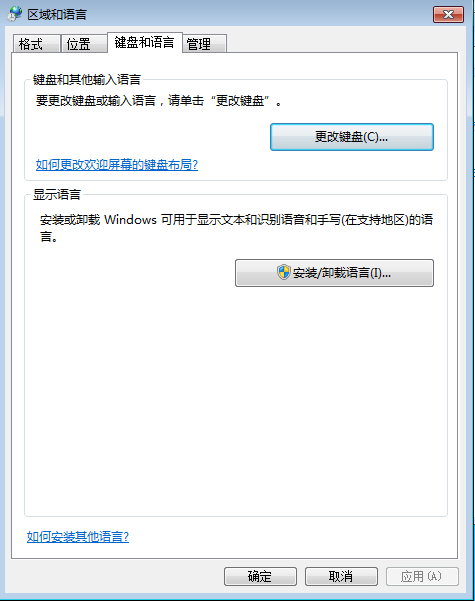 区域和语言
格式 位置 键盘和语言 管理
键盘和其他输入语言
要更改键盘或输入语言，请单击“更改键盘”。
更改键盘(C)...
如何更改欢迎屏幕的键盘布局?
显示语言
安装或卸载 Windows 可用于显示文本和识别语音和手写(在支持地区)的语
言。
安装/卸载语言(I)...
如何安装其他语言?
确定 取消 应用(A)